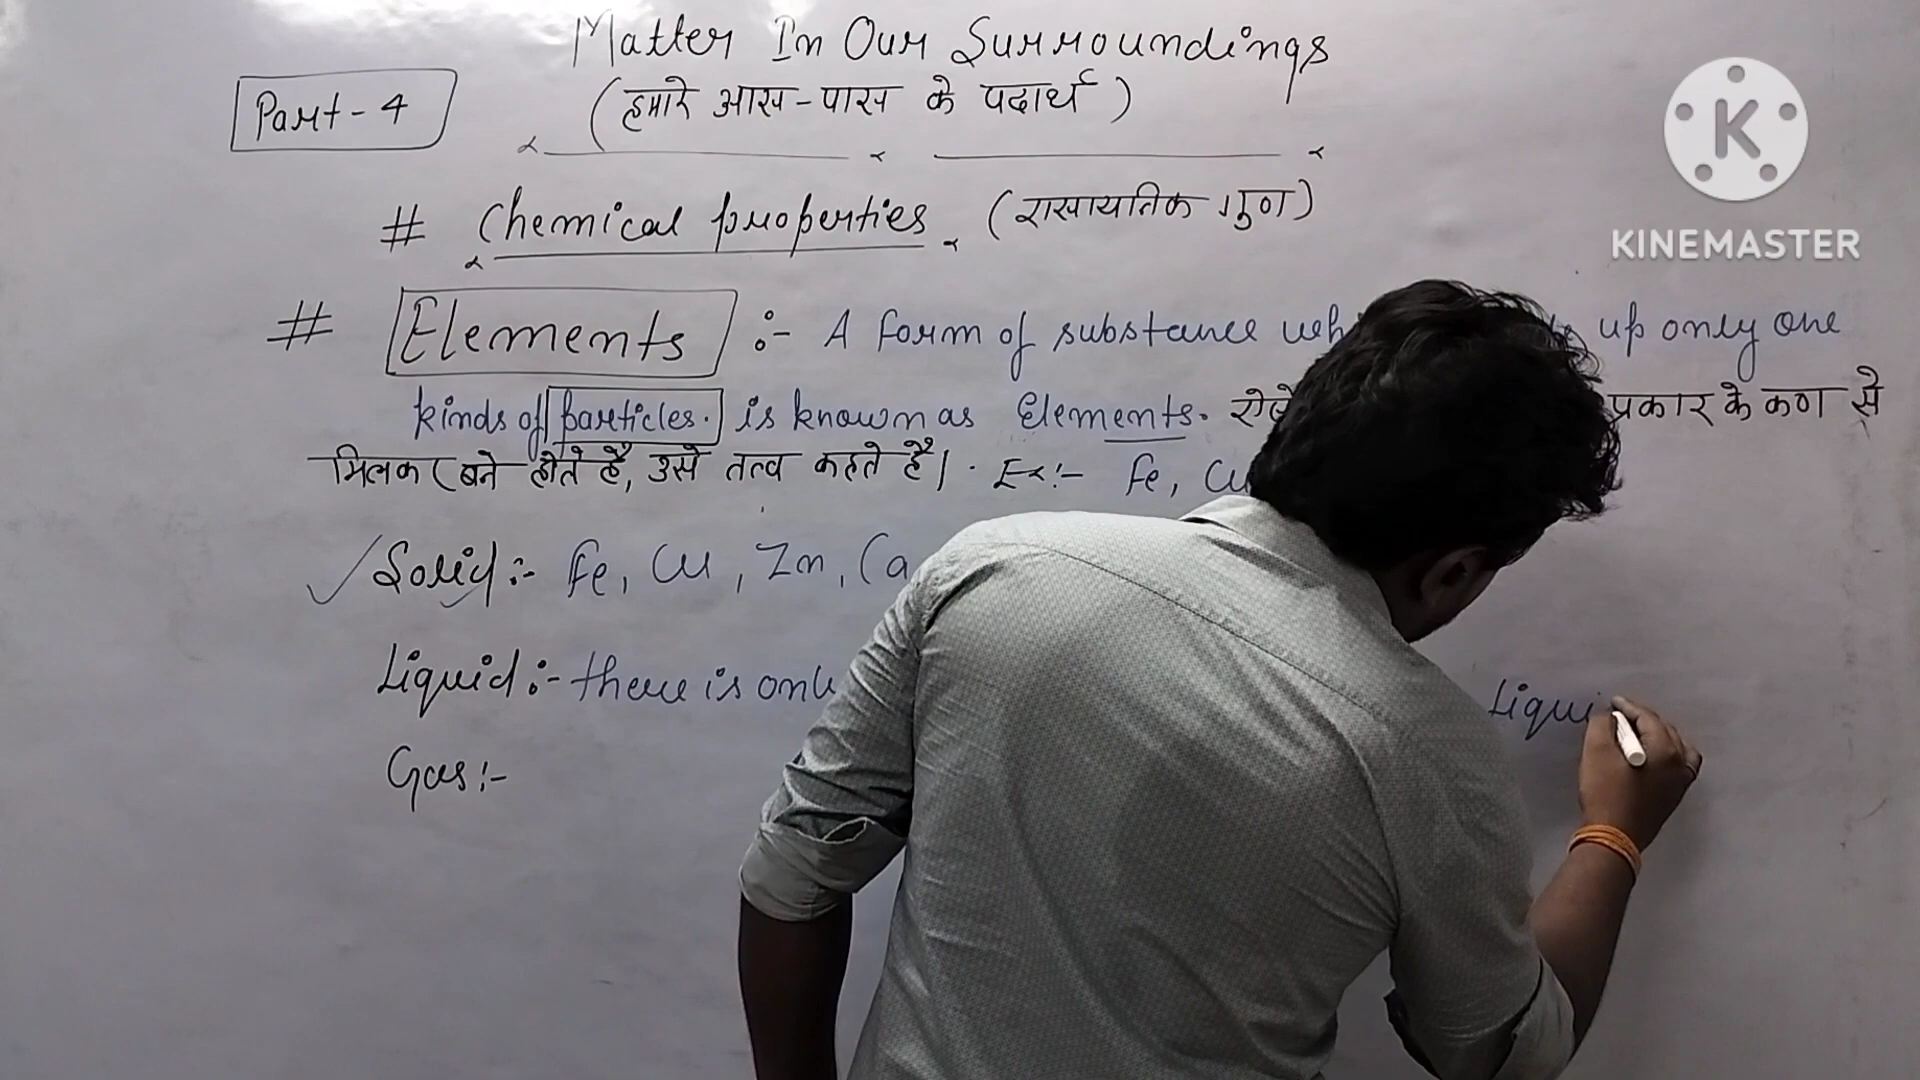 Matter In Our Surroundings
Part-4
(हमारे आस-पास के पदार्थ)
# Chemical properties (रासायनिक गुण)
# Elements :- A form of substance up only one
kinds of particles. is known as Elements. प्रकार के कण से
मिलकर बने होते है, उसे तत्व कहते है। Ex:- Fe, Cu
Solid :- Fe, Cu, Zn, Ca,
Liquid :- there is only Liqui
Gas :-
K
KINEMASTER